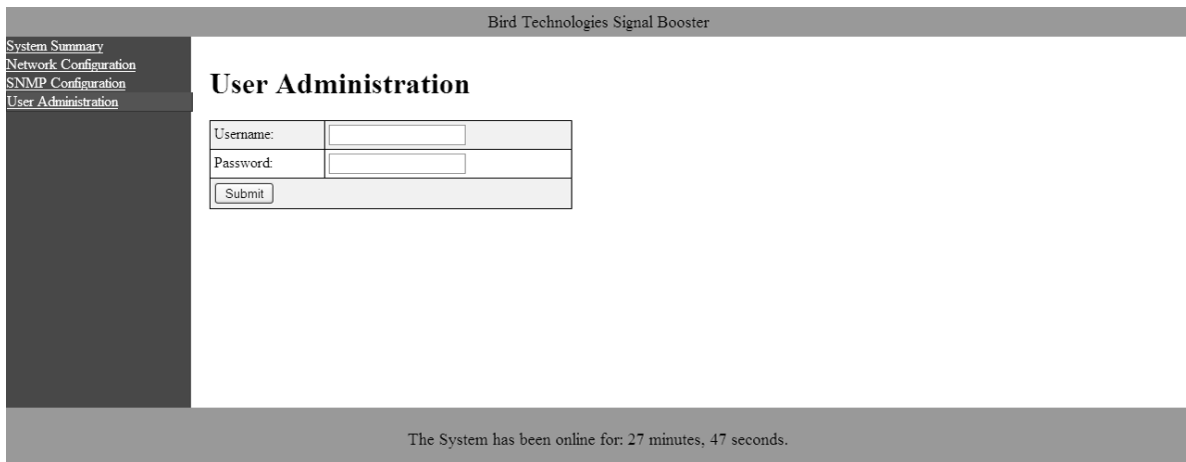 Bird Technologies Signal Booster
System Summary
Network Configuration
SNMP Configuration
User Administration
User Administration
Username:
Password:
Submit
The System has been online for: 27 minutes, 47 seconds.